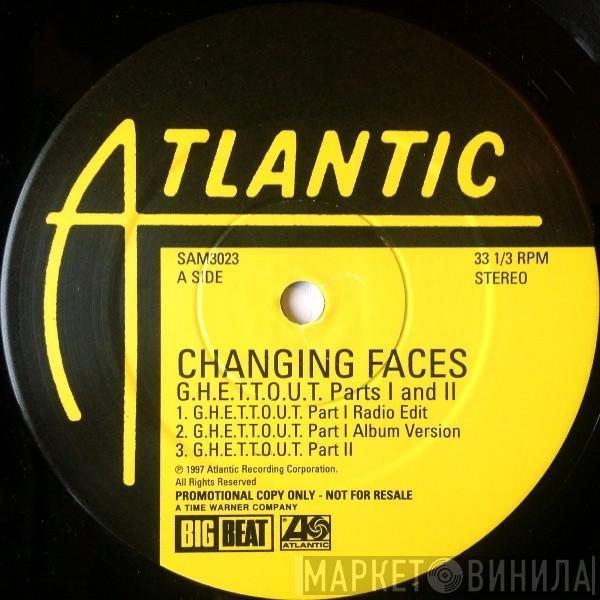 ATLANTIC
SAM3023
A SIDE
33 1/3 RPM
STEREO
CHANGING FACES
G.H.E.T.T.O.U.T. Parts I and II
1. G.H.E.T.T.O.U.T. Part I Radio Edit
2. G.H.E.T.T.O.U.T. Part I Album Version
3. G.H.E.T.T.O.U.T. Part II
℗ 1997 Atlantic Recording Corporation.
All Rights Reserved
PROMOTIONAL COPY ONLY - NOT FOR RESALE
A TIME WARNER COMPANY
BIG BEAT
ATLANTIC
МАРКЕТ ВИНИЛА